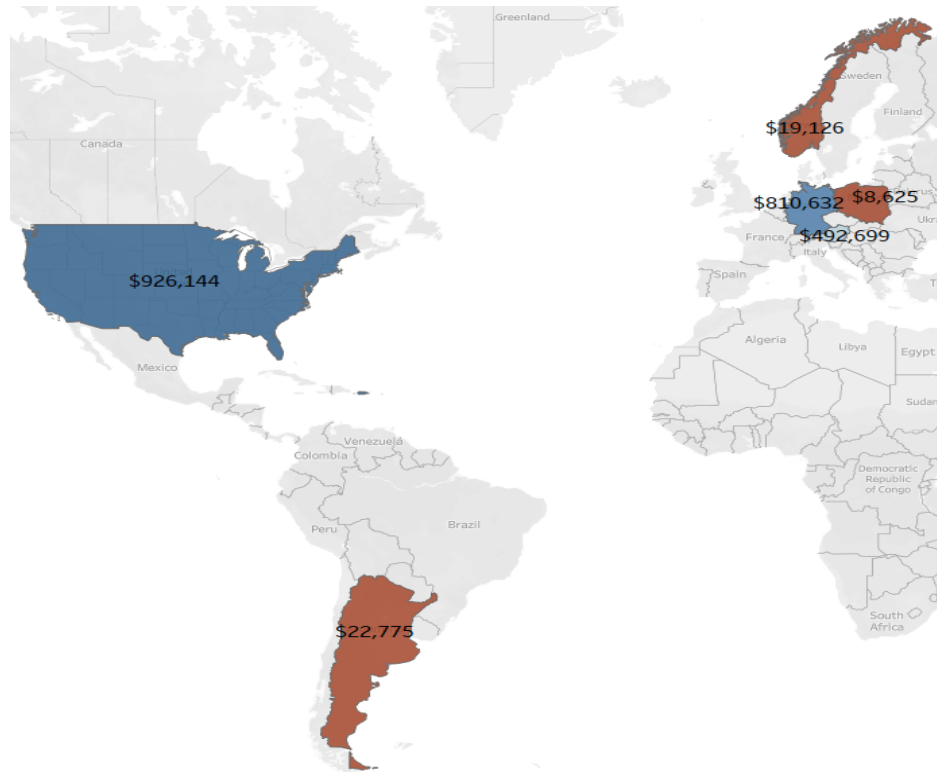 Greenland
Sweden
Finland
$19,126
Canada
$810,632
$8,625
$492,699
France
Italy
Spain
$926,144
Mexico
Algeria
Libya
Egypt
Sudan
Venezuela
Colombia
Democratic
Republic
of Congo
Peru
Brazil
$22,775
South
Africa